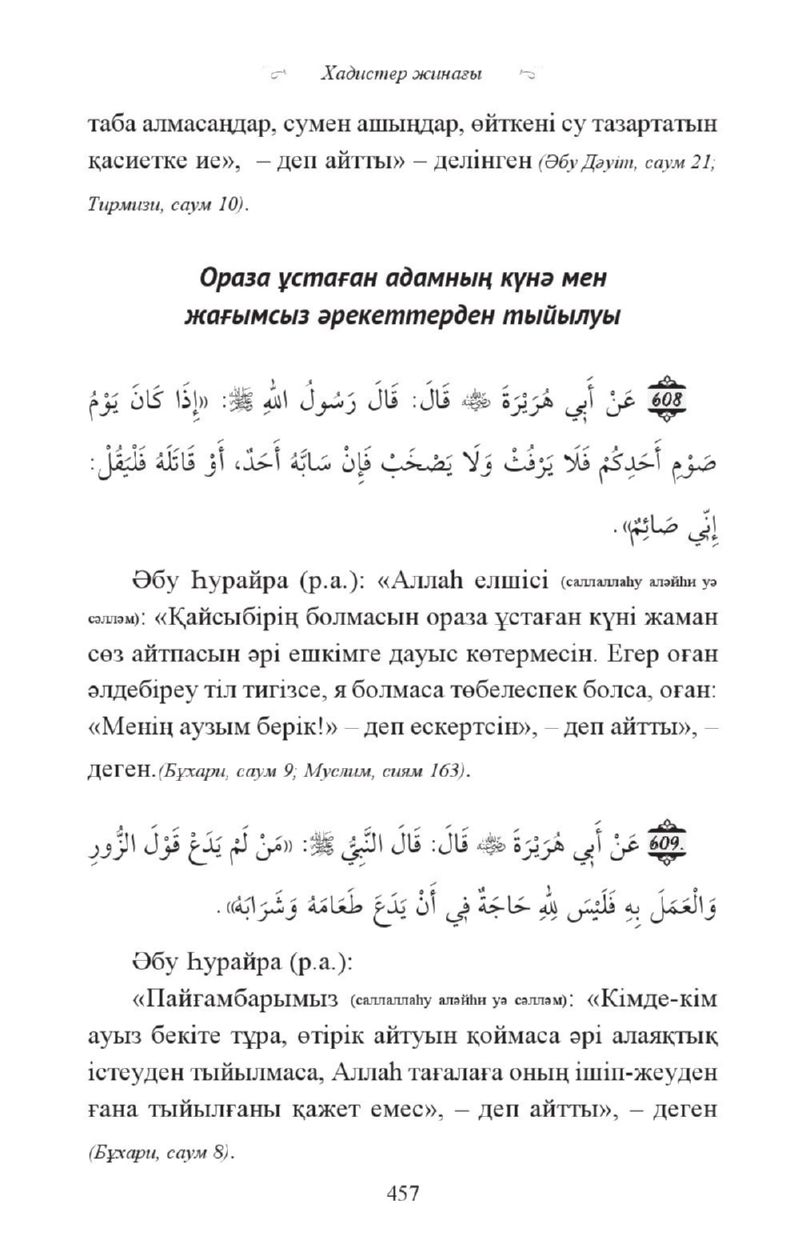 Хадистер жинағы
таба алмасаңдар, сумен ашыңдар, өйткені су тазартатын
қасиетке ие», – деп айтты» – делінген (Әбу Дәуіт, саум 21;
Тирмизи, саум 10).
Ораза ұстаған адамның күнә мен
жағымсыз әрекеттерден тыйылуы
608 عَنْ أَبِي هُرَيْرَةَ ﷺ قَالَ: قَالَ رَسُولُ اللهِ ﷺ: «إِذَا كَانَ يَوْمُ
صَوْمِ أَحَدِكُمْ فَلَا يَرْفُثْ وَلَا يَصْخَبْ فَإِنْ سَابَّهُ أَحَدٌ، أَوْ قَاتَلَهُ فَلْيَقُلْ:
إِنِّي صَائِمٌ».
Әбу Һурайра (р.а.): «Аллаһ елшісі (саллаллаһу аләйһи уә
сәлләм): «Қайсыбірің болмасын ораза ұстаған күні жаман
сөз айтпасын әрі ешкімге дауыс көтермесін. Егер оған
әлдебіреу тіл тигізсе, я болмаса төбелеспек болса, оған:
«Менің аузым берік!» – деп ескертсін», – деп айтты», –
деген.(Бұхари, саум 9; Муслим, сиям 163).
609. عَنْ أَبِي هُرَيْرَةَ ﷺ قَالَ: قَالَ النَّبِيُّ ﷺ: «مَنْ لَمْ يَدَعْ قَوْلَ الزُّورِ
وَالْعَمَلَ بِهِ فَلَيْسَ لِلهِ حَاجَةٌ فِي أَنْ يَدَعَ طَعَامَهُ وَشَرَابَهُ».
Әбу Һурайра (р.а.):
«Пайғамбарымыз (саллаллаһу аләйһи уә сәлләм): «Кімде-кім
ауыз бекіте тұра, өтірік айтуын қоймаса әрі алаяқтық
істеуден тыйылмаса, Аллаһ тағалаға оның ішіп-жеуден
ғана тыйылғаны қажет емес», – деп айтты», – деген
(Бұхари, саум 8).
457